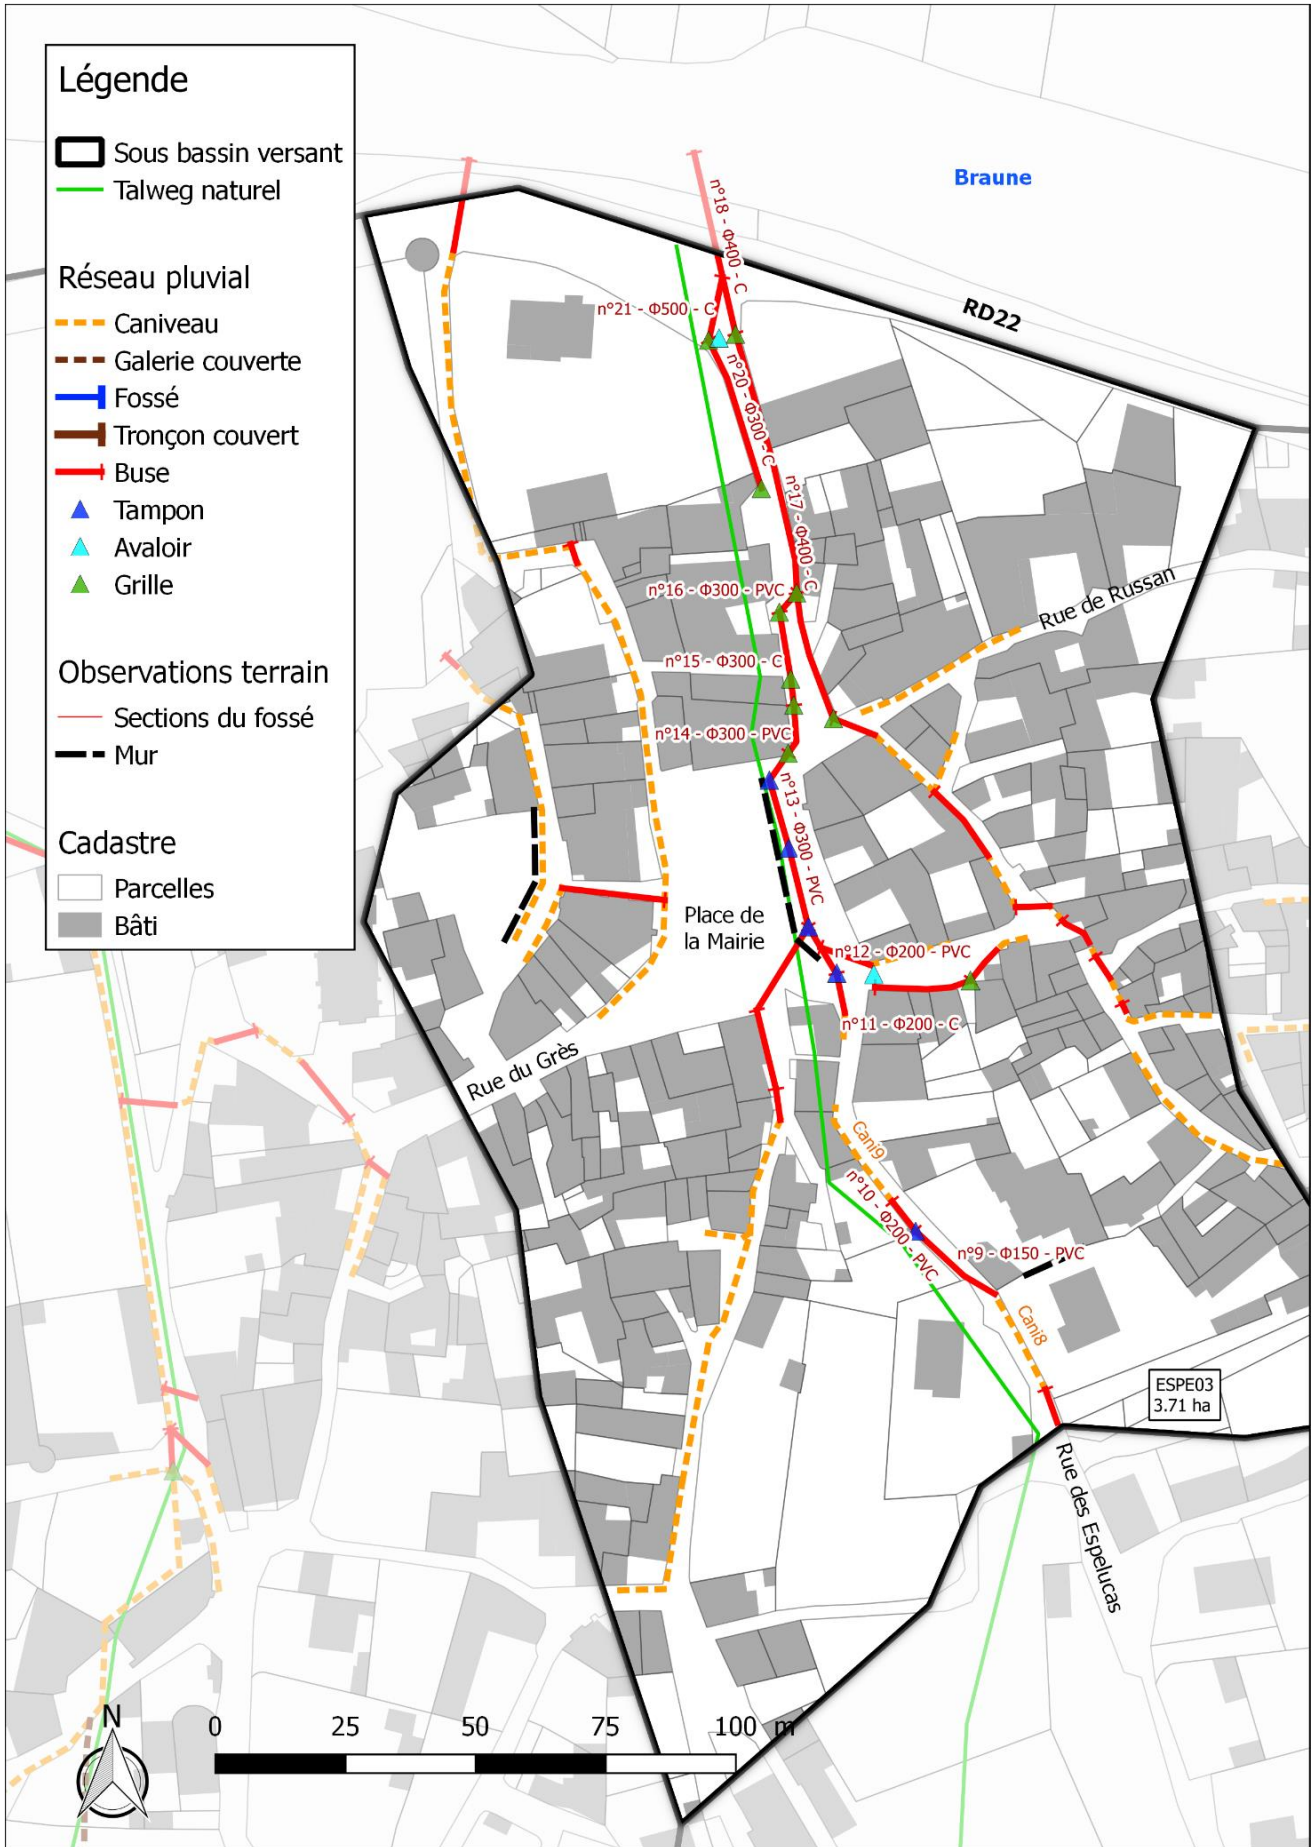 Légende
Sous bassin versant
Talweg naturel
Réseau pluvial
Caniveau
Galerie couverte
Fossé
Tronçon couvert
Buse
Tampon
Avaloir
Grille
Observations terrain
Sections du fossé
Mur
Cadastre
Parcelles
Bâti
Braune
RD22
n°18 - Φ400 - C
n°21 - Φ500 - C
n°20 - Φ300 - C
n°17 - Φ400 - C
n°16 - Φ300 - PVC
Rue de Russan
n°15 - Φ300 - C
n°14 - Φ300 - PVC
n°13 - Φ300 - PVC
Place de
la Mairie
n°12 - Φ200 - PVC
n°11 - Φ200 - C
Rue du Grès
Cani9
n°10 - Φ200 - PVC
n°9 - Φ150 - PVC
Cani8
ESPE03
3.71 ha
Rue des Espelucas
N
0 25 50 75 100 m